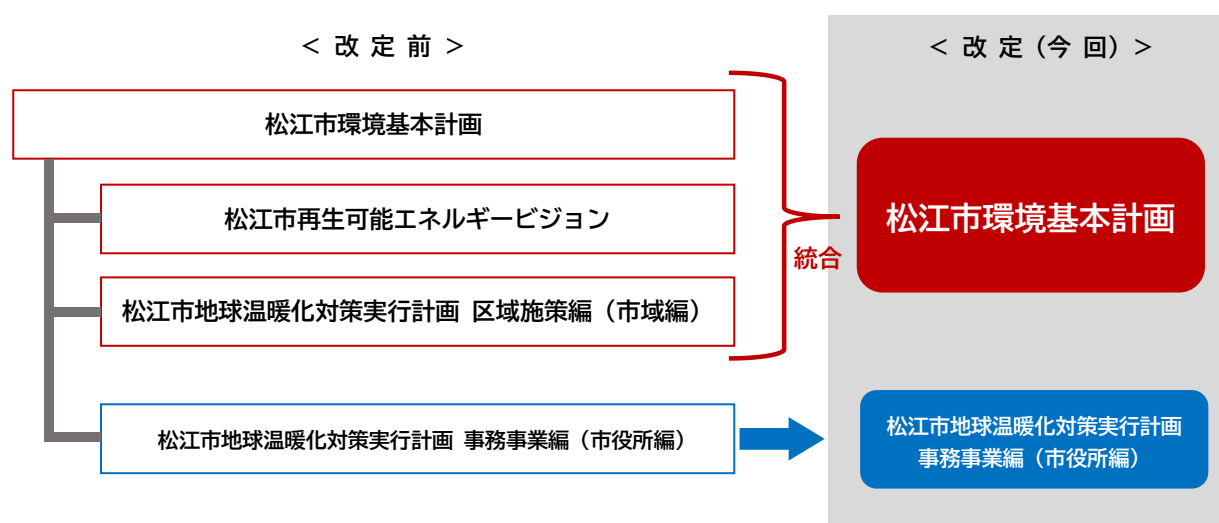 < 改 定 前 >
< 改 定 (今 回) >
松江市環境基本計画
松江市再生可能エネルギービジョン
松江市地球温暖化対策実行計画 区域施策編（市域編）
松江市地球温暖化対策実行計画 事務事業編（市役所編）
統合
松江市環境基本計画
松江市地球温暖化対策実行計画
事務事業編（市役所編）